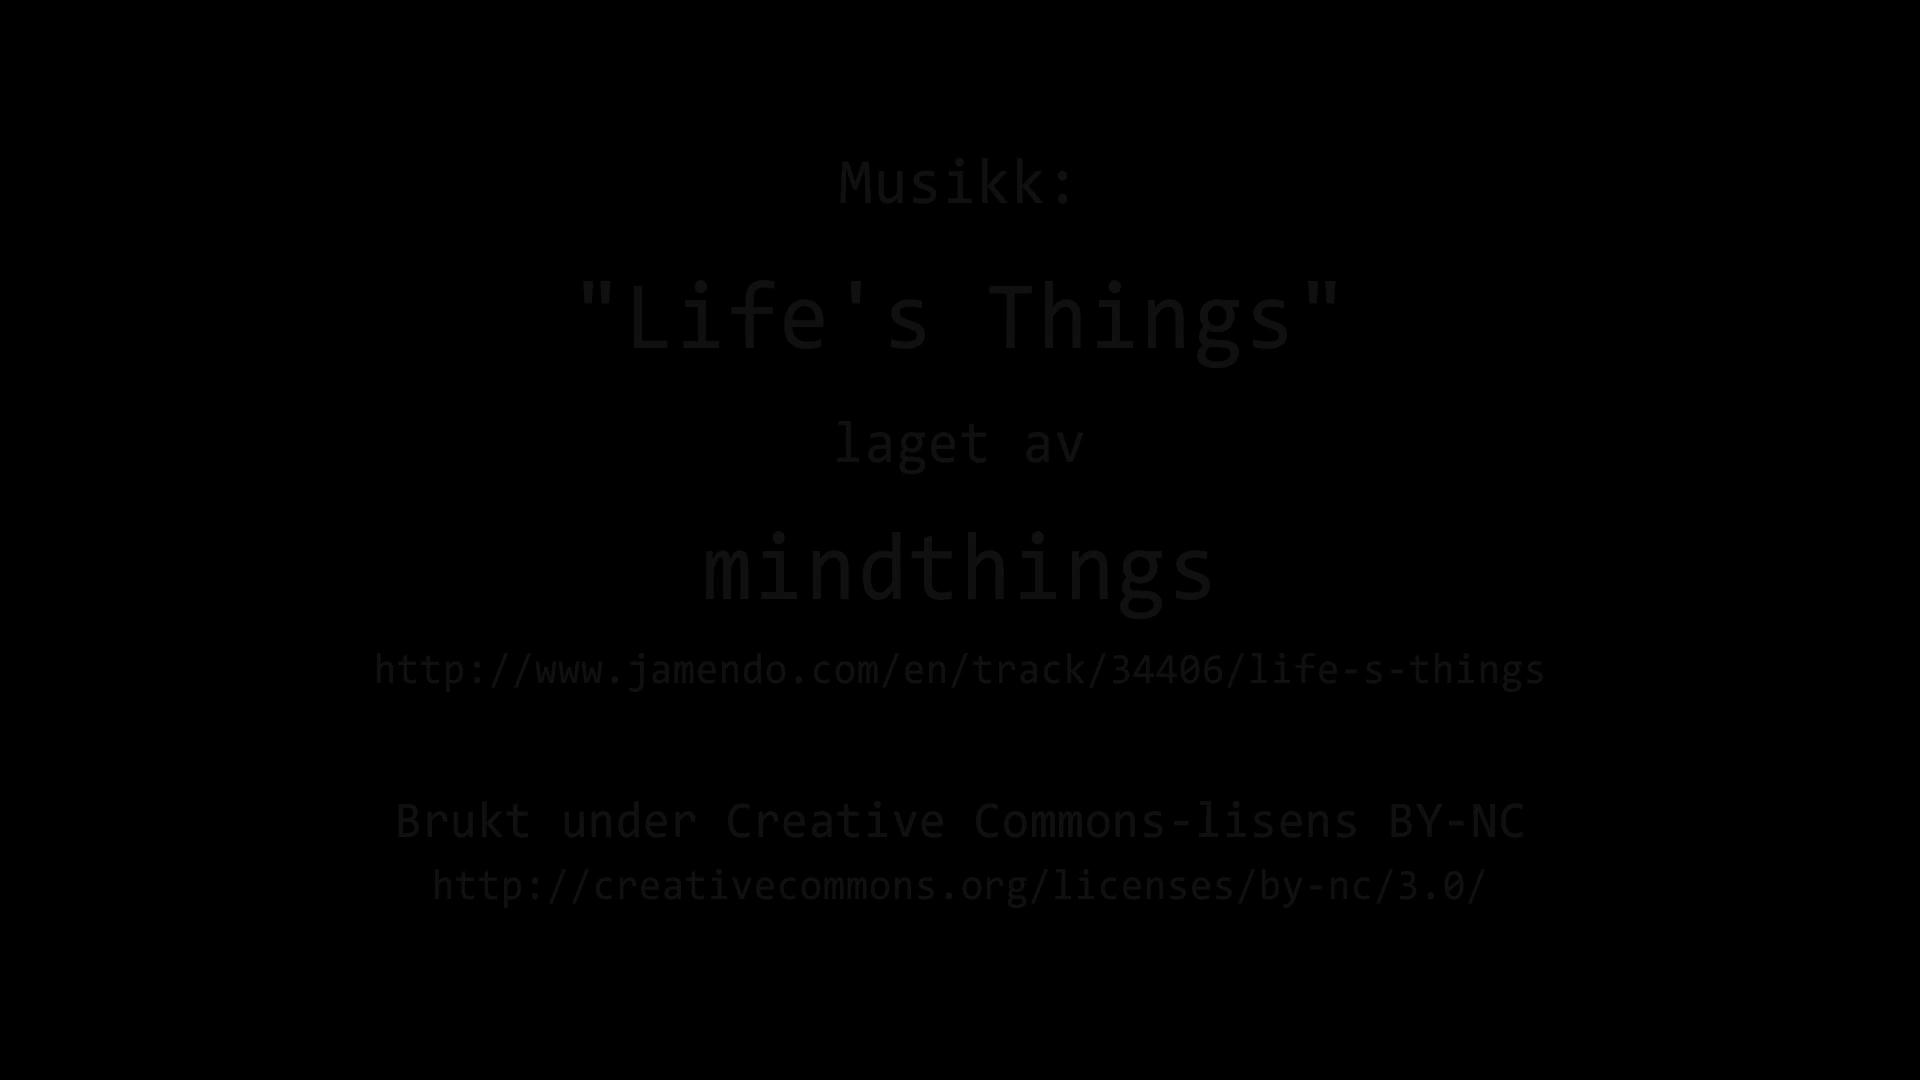 Musikk:
"Life's Things"
laget av
mindthings
http://www.jamendo.com/en/track/34406/life-s-things
Brukt under Creative Commons-lisens BY-NC
http://creativecommons.org/licenses/by-nc/3.0/